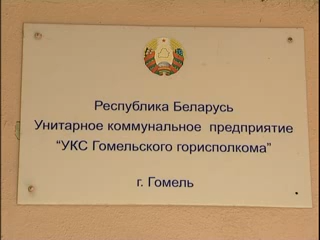 Республика Беларусь
Унитарное коммунальное предприятие
"УКС Гомельского горисполкома"
г. Гомель